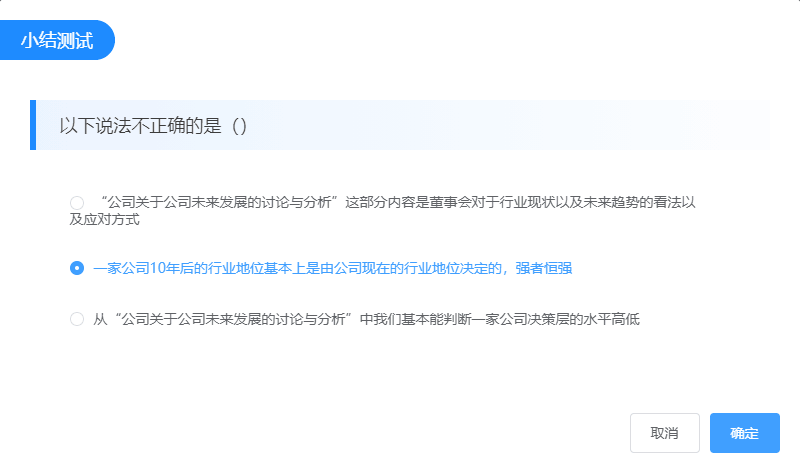 小结测试
以下说法不正确的是（）
“公司关于公司未来发展的讨论与分析”这部分内容是董事会对于行业现状以及未来趋势的看法以
及应对方式
一家公司10年后的行业地位基本上是由公司现在的行业地位决定的，强者恒强
从“公司关于公司未来发展的讨论与分析”中我们基本能判断一家公司决策层的水平高低
取消
确定